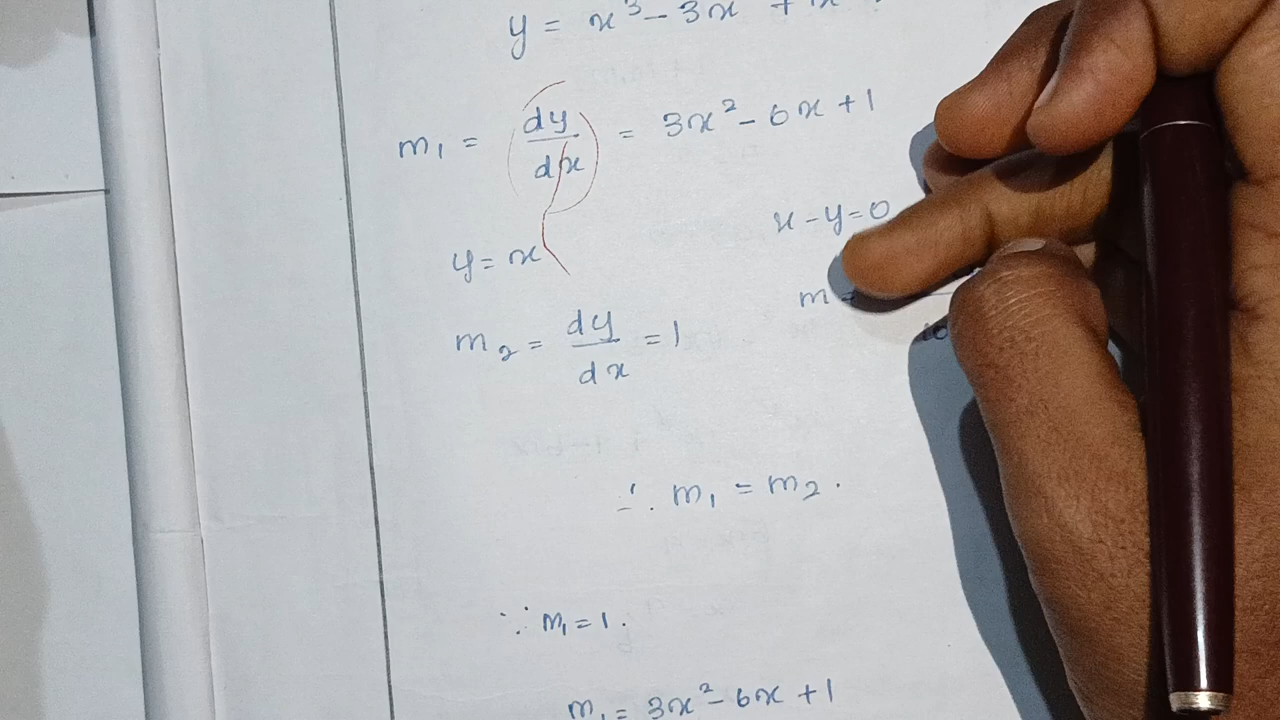 y = x³ - 3x +
m₁ = (dy/dx) = 3x² - 6x + 1
x - y = 0
y = x
m =
m₂ = dy/dx = 1
∴ m₁ = m₂.
∵ m₁ = 1.
m₁ = 3x² - 6x + 1